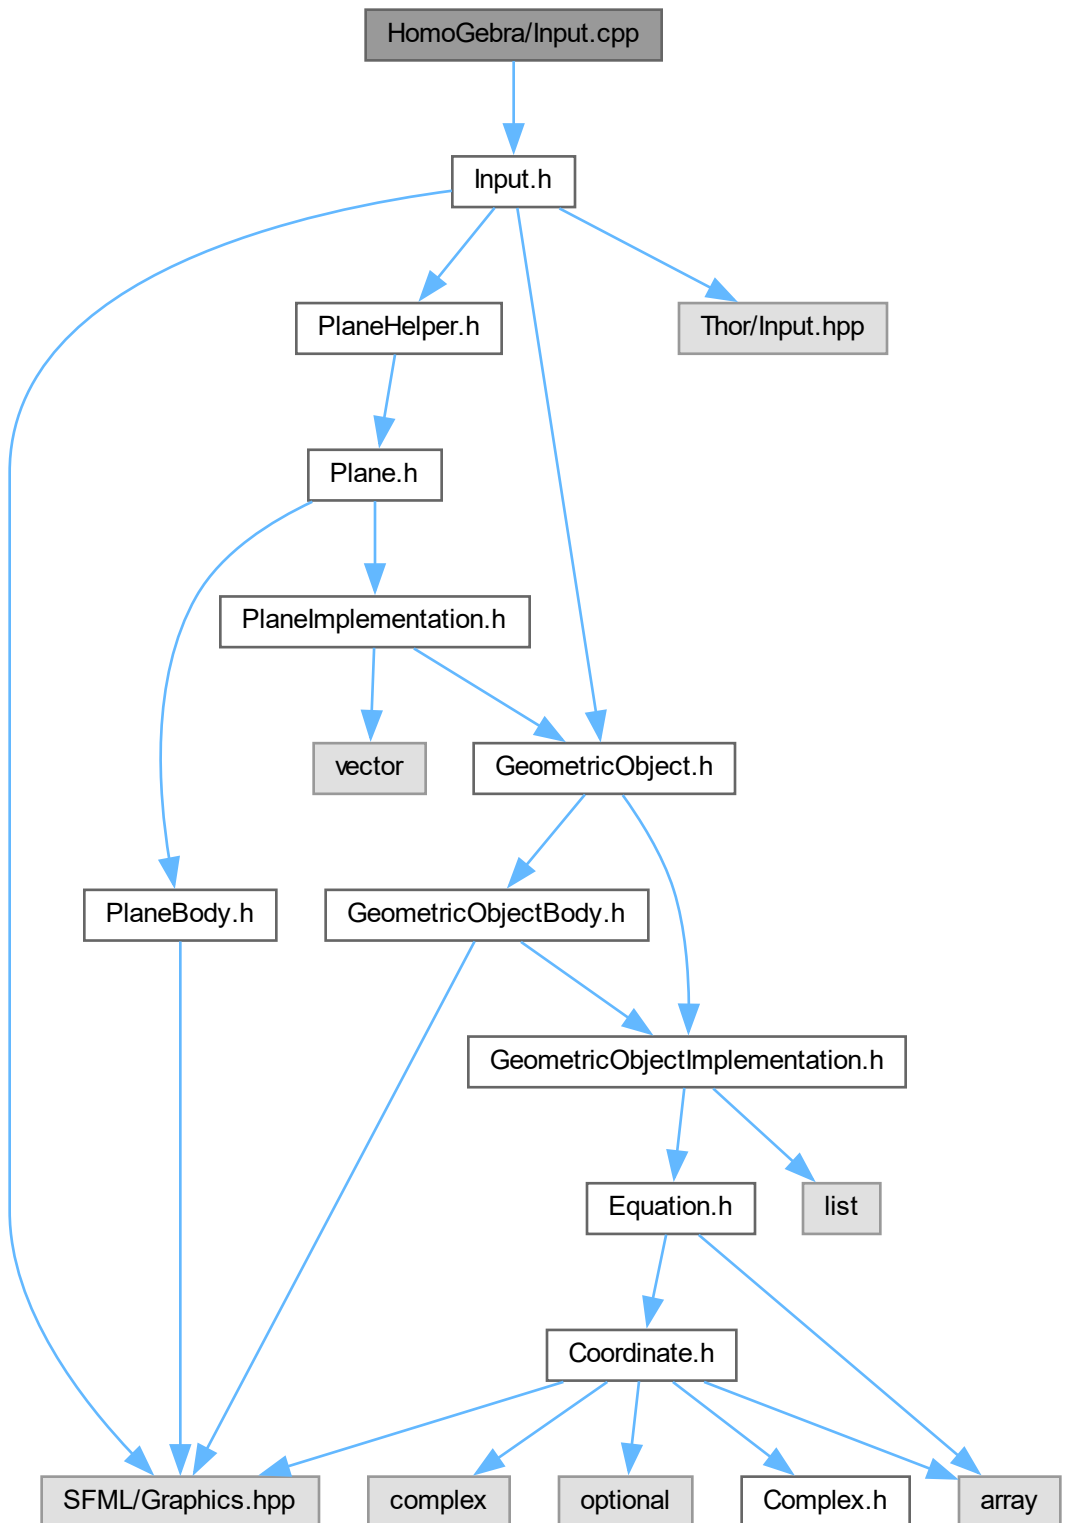 HomoGebra/Input.cpp
Input.h
PlaneHelper.h
Thor/Input.hpp
Plane.h
PlaneImplementation.h
vector
GeometricObject.h
PlaneBody.h
GeometricObjectBody.h
GeometricObjectImplementation.h
Equation.h
list
Coordinate.h
SFML/Graphics.hpp
complex
optional
Complex.h
array